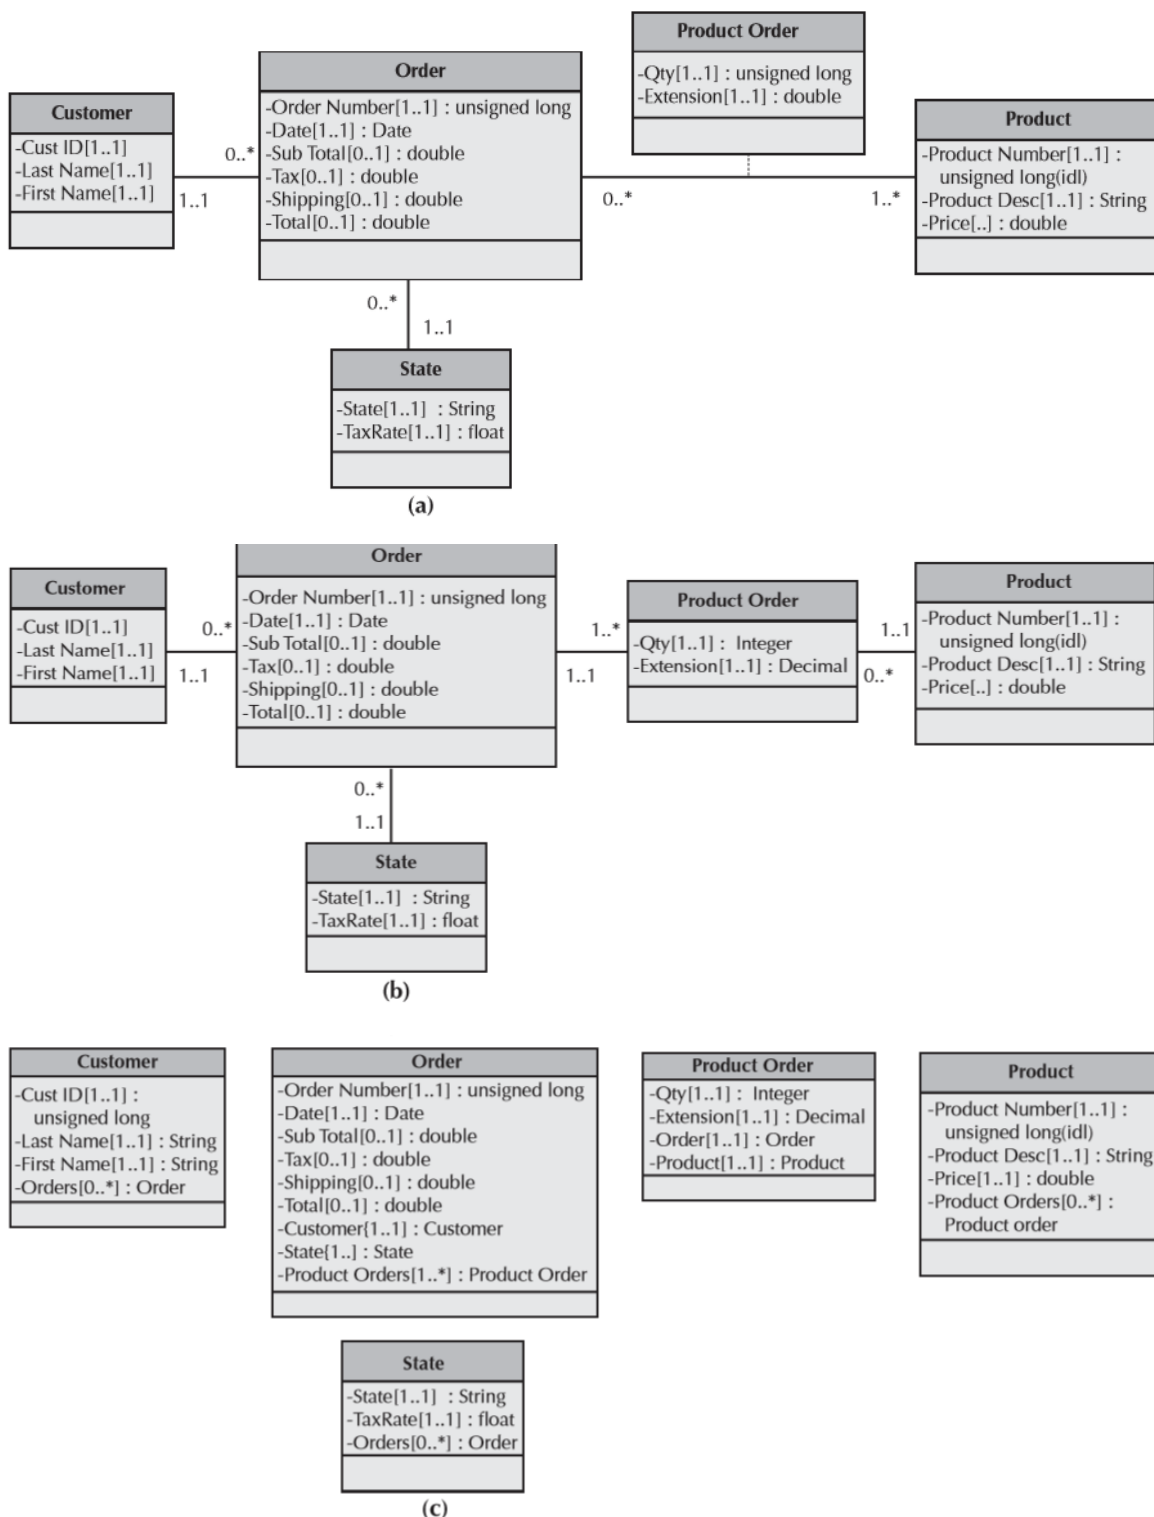 Product Order
-Qty[1..1] : unsigned long
-Extension[1..1] : double
Order
-Order Number[1..1] : unsigned long
-Date[1..1] : Date
-Sub Total[0..1] : double
-Tax[0..1] : double
-Shipping[0..1] : double
-Total[0..1] : double
Customer
-Cust ID[1..1]
-Last Name[1..1]
-First Name[1..1]
0..*
1..1
0..*
1..*
Product
-Product Number[1..1] :
unsigned long(idl)
-Product Desc[1..1] : String
-Price[..] : double
0..*
1..1
State
-State[1..1] : String
-TaxRate[1..1] : float
(a)
Order
-Order Number[1..1] : unsigned long
-Date[1..1] : Date
-Sub Total[0..1] : double
-Tax[0..1] : double
-Shipping[0..1] : double
-Total[0..1] : double
Customer
-Cust ID[1..1]
-Last Name[1..1]
-First Name[1..1]
0..*
1..1
1..*
1..1
Product Order
-Qty[1..1] : Integer
-Extension[1..1] : Decimal
1..1
0..*
Product
-Product Number[1..1] :
unsigned long(idl)
-Product Desc[1..1] : String
-Price[..] : double
0..*
1..1
State
-State[1..1] : String
-TaxRate[1..1] : float
(b)
Customer
-Cust ID[1..1] :
unsigned long
-Last Name[1..1] : String
-First Name[1..1] : String
-Orders[0..*] : Order
Order
-Order Number[1..1] : unsigned long
-Date[1..1] : Date
-Sub Total[0..1] : double
-Tax[0..1] : double
-Shipping[0..1] : double
-Total[0..1] : double
-Customer[1..1] : Customer
-State[1..] : State
-Product Orders[1..*] : Product Order
Product Order
-Qty[1..1] : Integer
-Extension[1..1] : Decimal
-Order[1..1] : Order
-Product[1..1] : Product
Product
-Product Number[1..1] :
unsigned long(idl)
-Product Desc[1..1] : String
-Price[1..1] : double
-Product Orders[0..*] :
Product order
State
-State[1..1] : String
-TaxRate[1..1] : float
-Orders[0..*] : Order
(c)